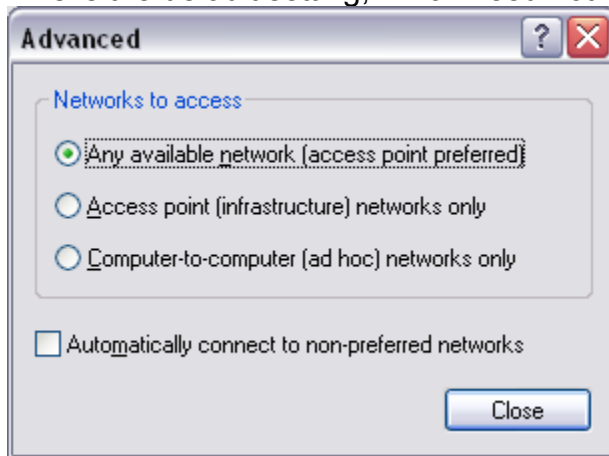 Advanced
Networks to access
Any available network (access point preferred)
Access point (infrastructure) networks only
Computer-to-computer (ad hoc) networks only
Automatically connect to non-preferred networks
Close